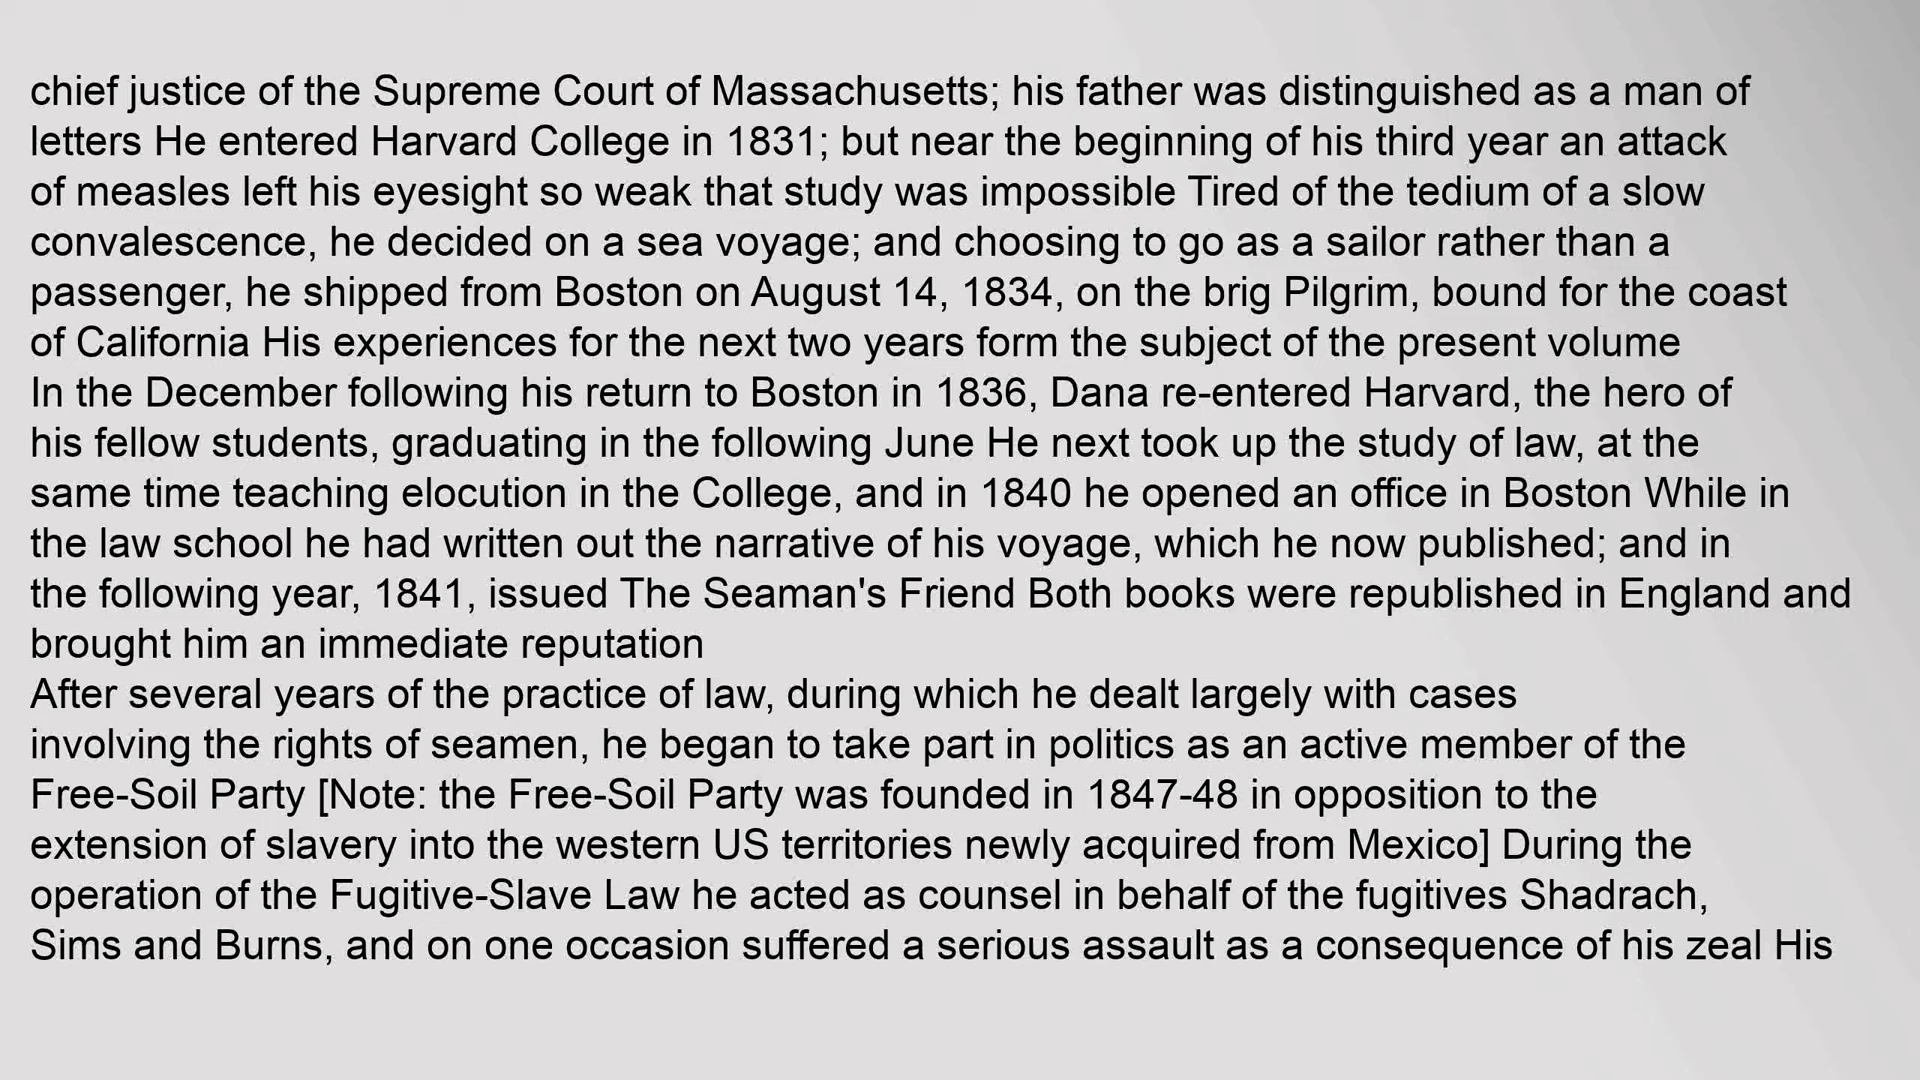 chief justice of the Supreme Court of Massachusetts; his father was distinguished as a man of
letters He entered Harvard College in 1831; but near the beginning of his third year an attack
of measles left his eyesight so weak that study was impossible Tired of the tedium of a slow
convalescence, he decided on a sea voyage; and choosing to go as a sailor rather than a
passenger, he shipped from Boston on August 14, 1834, on the brig Pilgrim, bound for the coast
of California His experiences for the next two years form the subject of the present volume
In the December following his return to Boston in 1836, Dana re-entered Harvard, the hero of
his fellow students, graduating in the following June He next took up the study of law, at the
same time teaching elocution in the College, and in 1840 he opened an office in Boston While in
the law school he had written out the narrative of his voyage, which he now published; and in
the following year, 1841, issued The Seaman's Friend Both books were republished in England and
brought him an immediate reputation
After several years of the practice of law, during which he dealt largely with cases
involving the rights of seamen, he began to take part in politics as an active member of the
Free-Soil Party [Note: the Free-Soil Party was founded in 1847-48 in opposition to the
extension of slavery into the western US territories newly acquired from Mexico] During the
operation of the Fugitive-Slave Law he acted as counsel in behalf of the fugitives Shadrach,
Sims and Burns, and on one occasion suffered a serious assault as a consequence of his zeal His